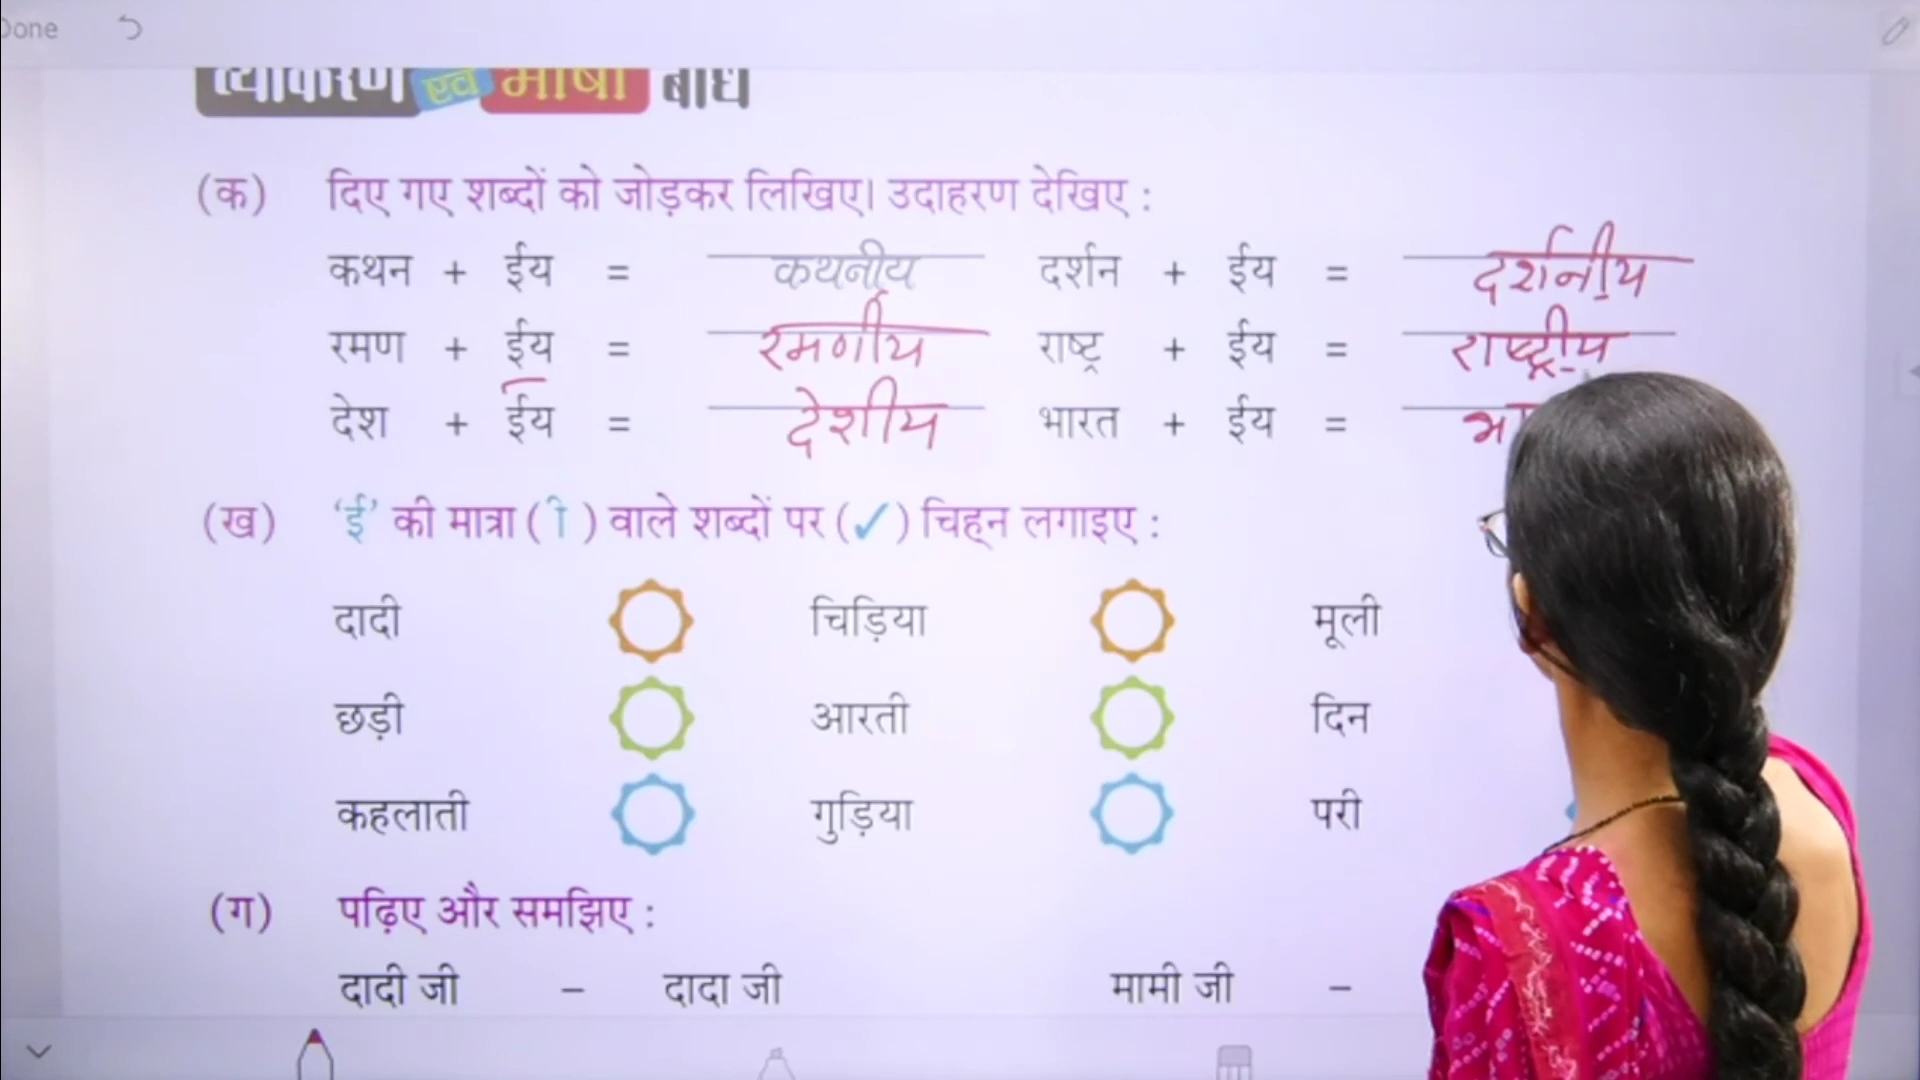 Done
व्याकरण एवं भाषा बोध
(क) दिए गए शब्दों को जोड़कर लिखिए। उदाहरण देखिए :
कथन + ईय = कथनीय दर्शन + ईय = दर्शनीय
रमण + ईय = रमणीय राष्ट्र + ईय = राष्ट्रीय
देश + ईय = देशीय भारत + ईय =
(ख) 'ई' की मात्रा ( ी ) वाले शब्दों पर (✓) चिह्न लगाइए :
दादी चिड़िया मूली
छड़ी आरती दिन
कहलाती गुड़िया परी
(ग) पढ़िए और समझिए :
दादी जी – दादा जी मामी जी –